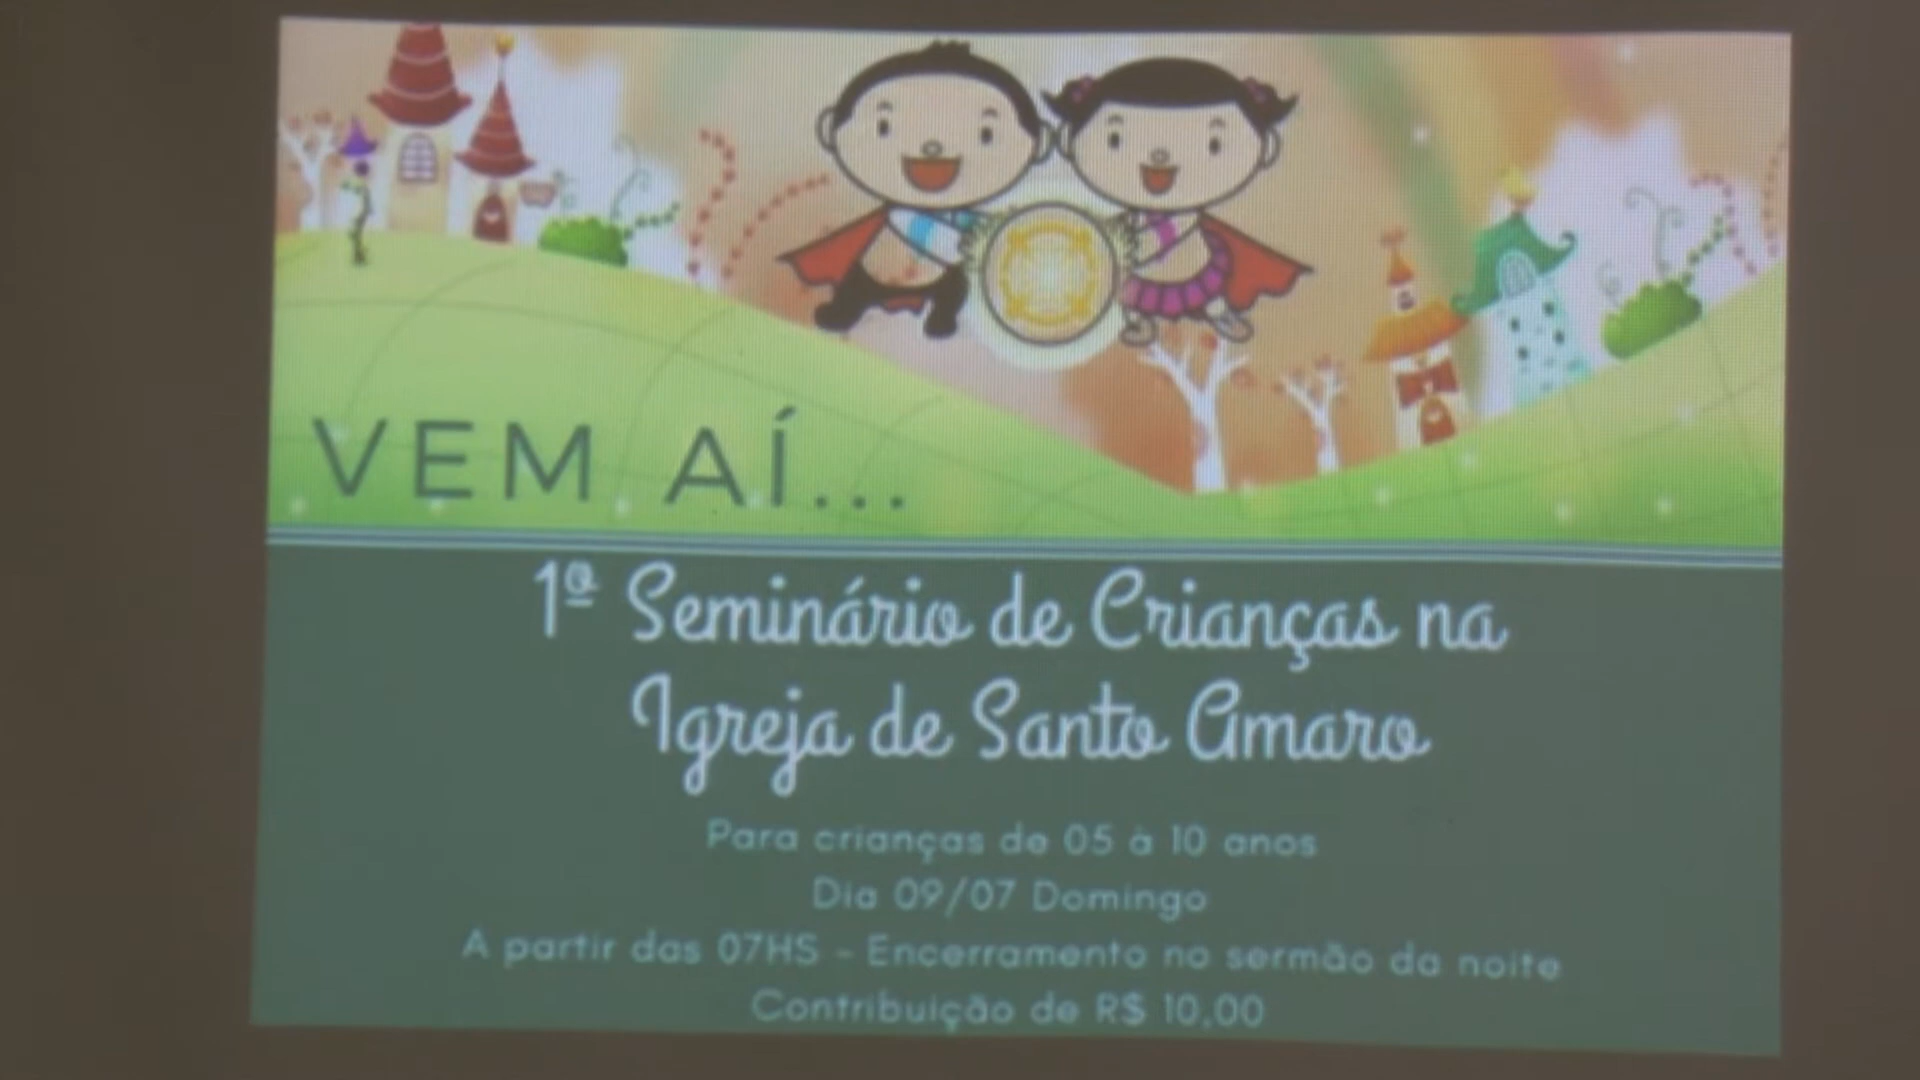 VEM AÍ...
1º Seminário de Crianças na
Igreja de Santo Amaro
Para crianças de 05 à 10 anos
Dia 09/07 Domingo
A partir das 07HS - Encerramento no sermão da noite
Contribuição de R$ 10,00